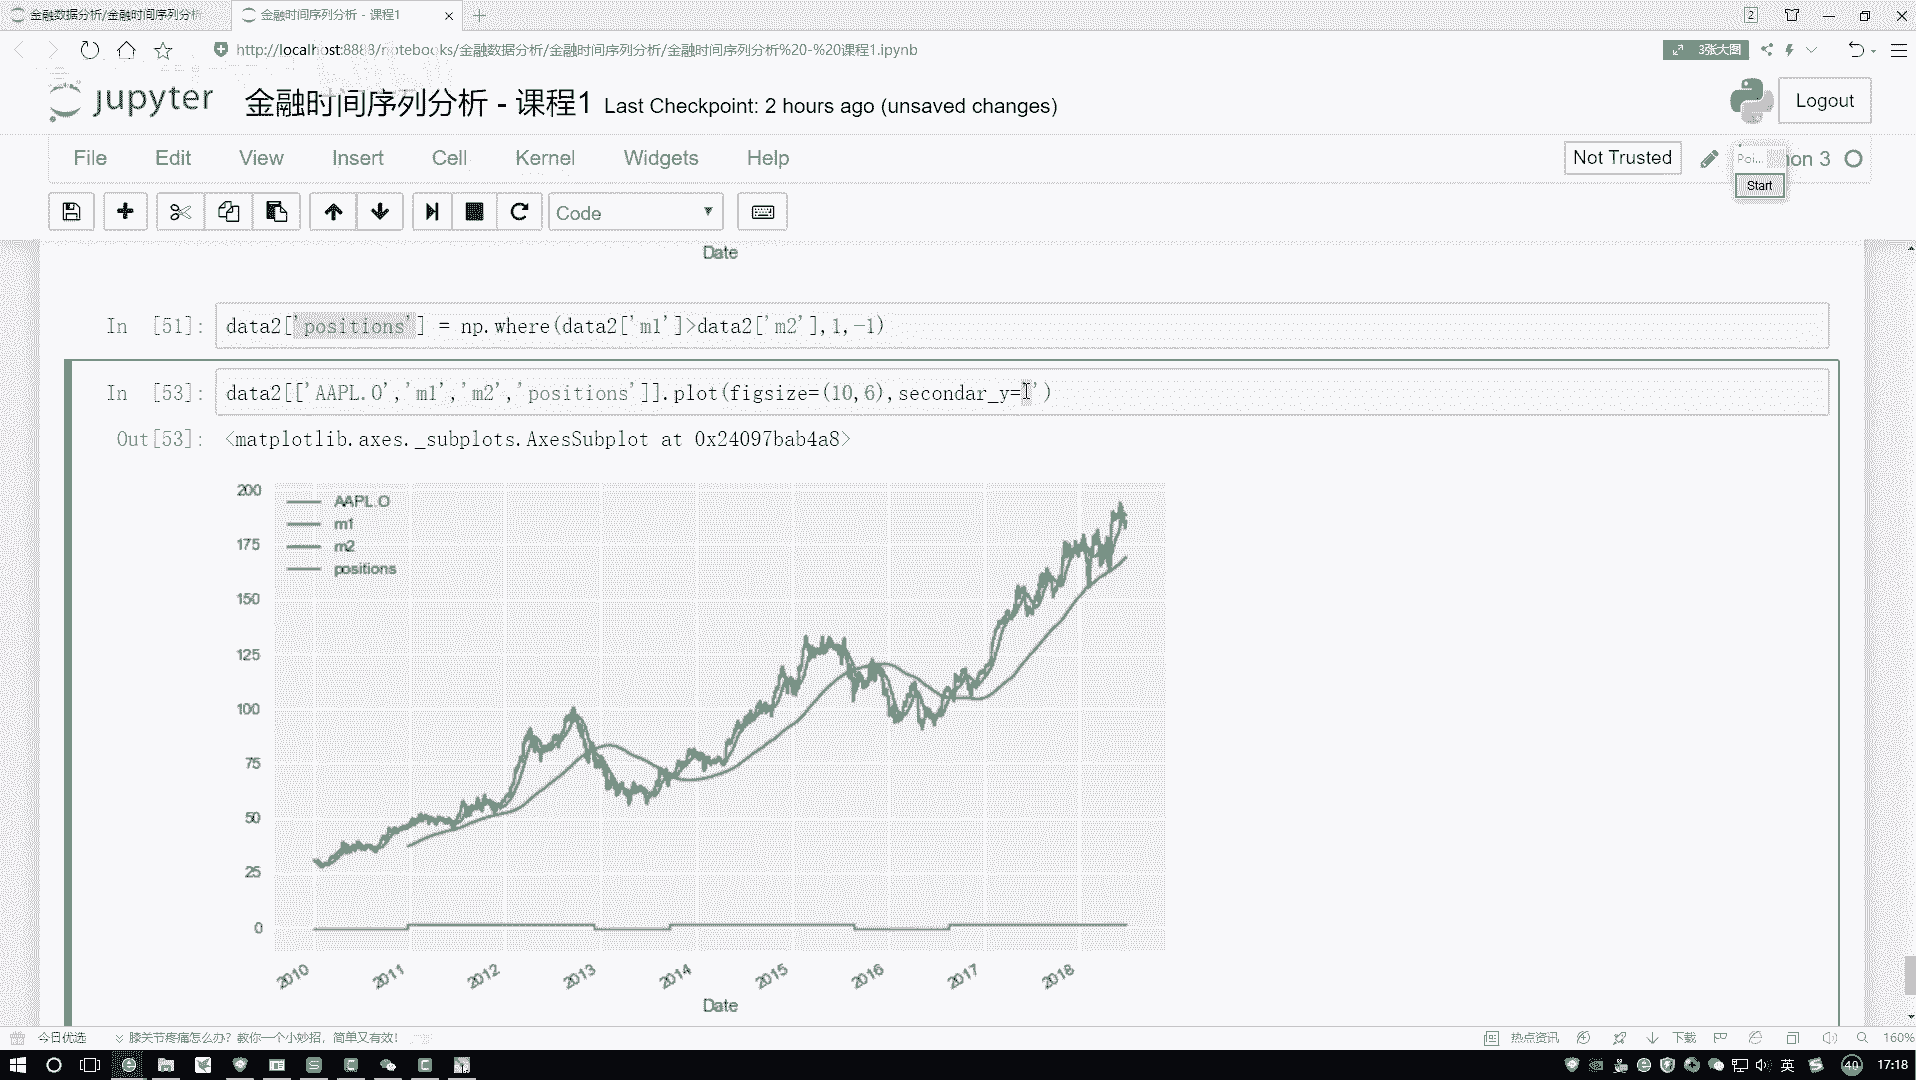 金融数据分析/金融时间序列分析
金融时间序列分析 - 课程1
2
http://localhost:8888/notebooks/金融数据分析/金融时间序列分析/金融时间序列分析%20-%20课程1.ipynb
3张大图
jupyter
金融时间序列分析 - 课程1 Last Checkpoint: 2 hours ago (unsaved changes)
Logout
File Edit View Insert Cell Kernel Widgets Help
Not Trusted
Poi...
hon 3
Start
Code
Date
In [51]: data2['positions'] = np.where(data2['m1']>data2['m2'],1,-1)
In [53]: data2[['AAPL.O','m1','m2','positions']].plot(figsize=(10,6),secondar_y='')
Out[53]: <matplotlib.axes._subplots.AxesSubplot at 0x24097bab4a8>
200
175
150
125
100
75
50
25
0
AAPL.O
m1
m2
positions
2010 2011 2012 2013 2014 2015 2016 2017 2018
Date
今日优选
膝关节疼痛怎么办？教你一个小妙招，简单又有效！
热点资讯
下载
160%
英
40
17:18